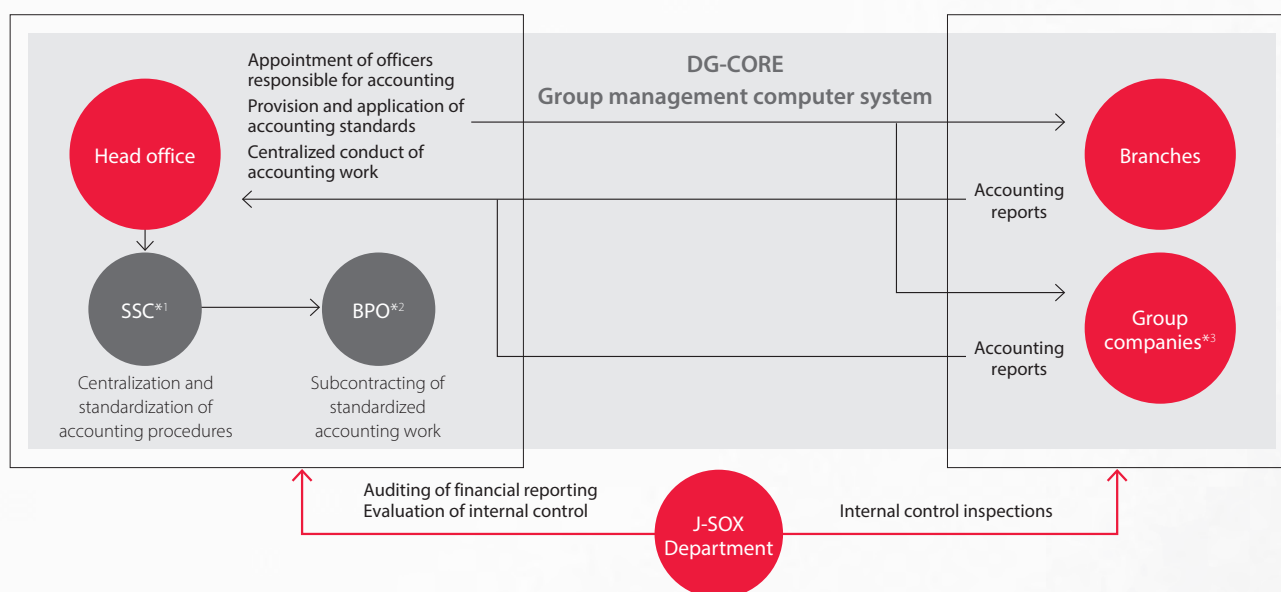 Appointment of officers
responsible for accounting
Provision and application of
accounting standards
Centralized conduct of
accounting work
DG-CORE
Group management computer system
Head office
Branches
Accounting
reports
SSC*1
BPO*2
Group
companies*3
Accounting
reports
Centralization and
standardization of
accounting procedures
Subcontracting of
standardized
accounting work
Auditing of financial reporting
Evaluation of internal control
J-SOX
Department
Internal control inspections